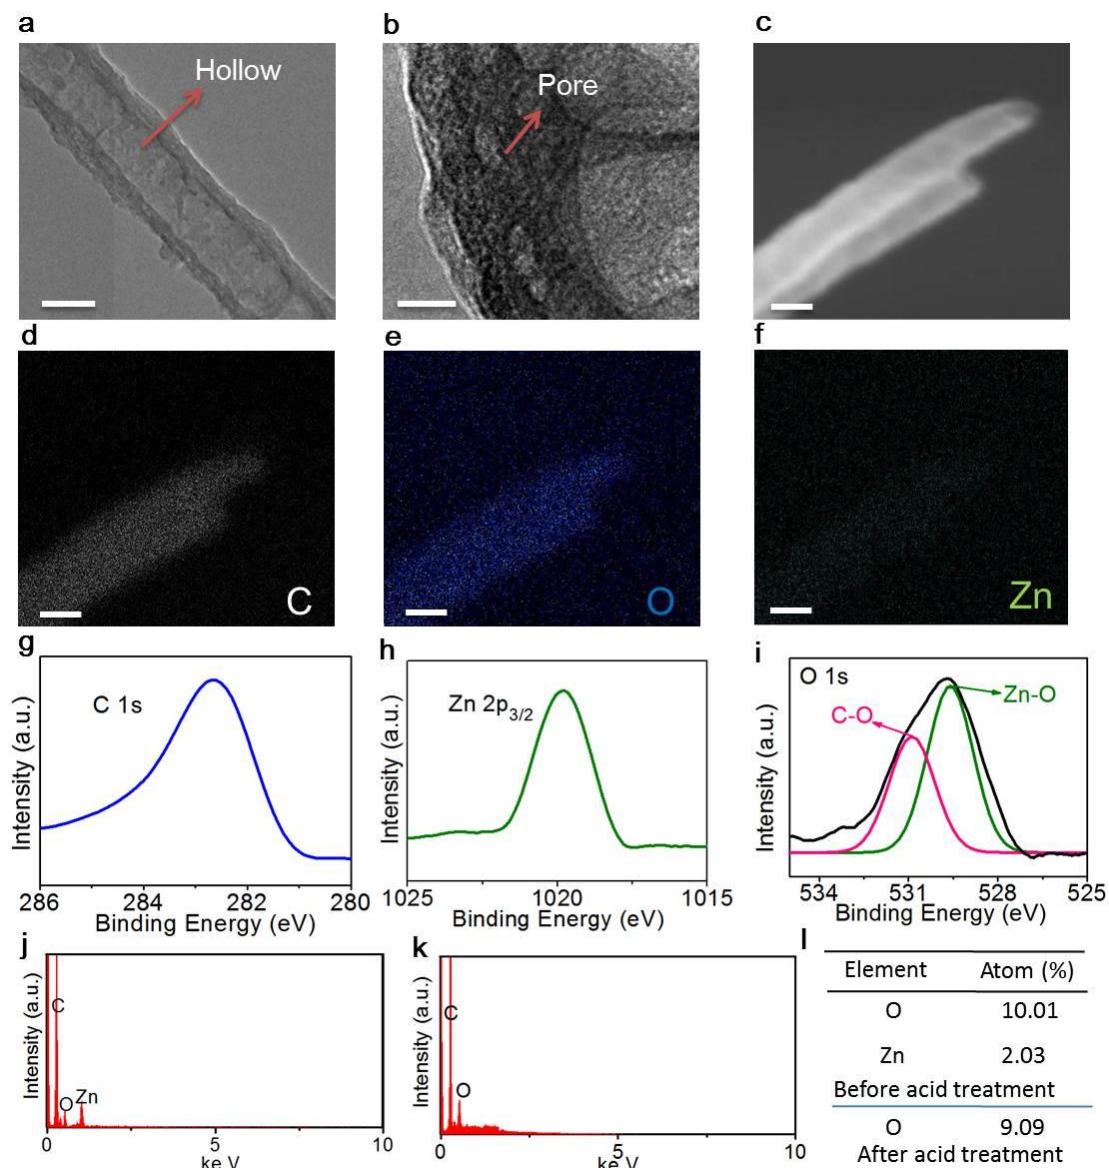 a
b
c
Hollow
Pore
d
e
f
C
O
Zn
g
h
i
C 1s
Intensity (a.u.)
286 284 282 280
Binding Energy (eV)
Zn 2p3/2
Intensity (a.u.)
1025 1020 1015
Binding Energy (eV)
O 1s
Zn-O
C-O
Intensity (a.u.)
534 531 528 525
Binding Energy (eV)
j
C
O
Zn
Intensity (a.u.)
0 5 10
ke V
k
C
O
Intensity (a.u.)
0 5 10
ke V
l
Element Atom (%)
O 10.01
Zn 2.03
Before acid treatment
O 9.09
After acid treatment